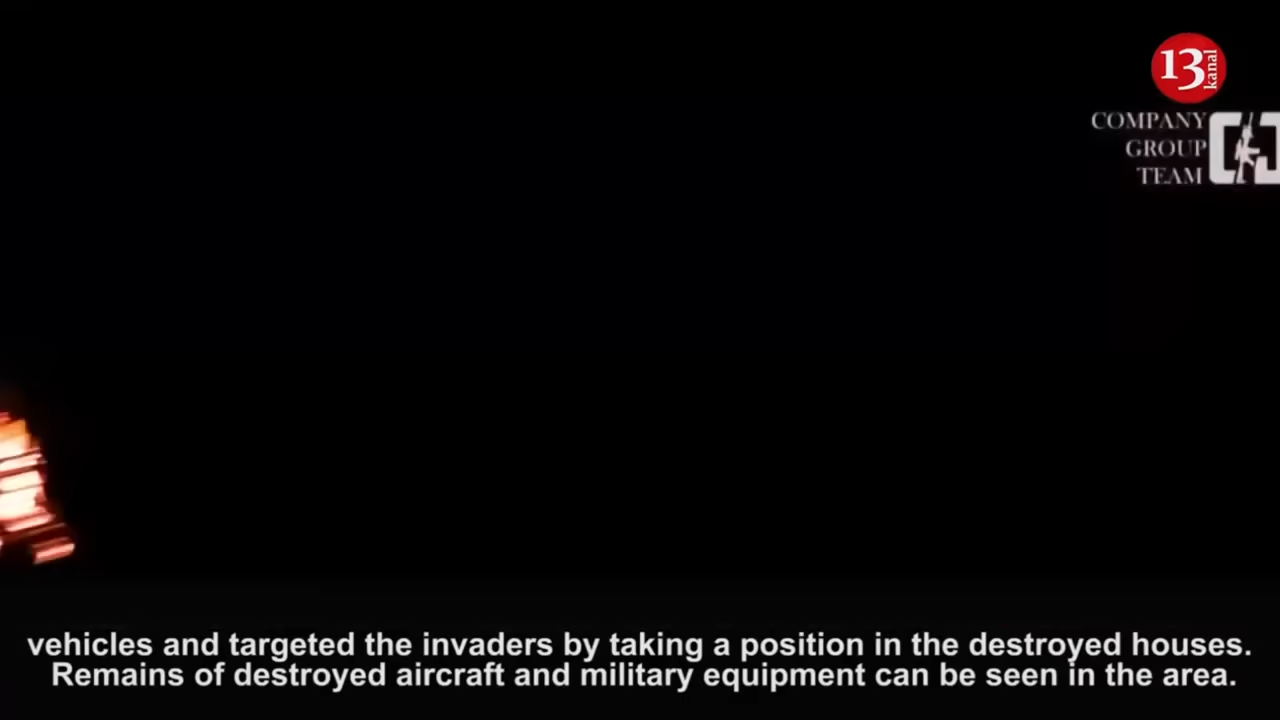 13 kanal
COMPANY
GROUP
TEAM
vehicles and targeted the invaders by taking a position in the destroyed houses.
Remains of destroyed aircraft and military equipment can be seen in the area.